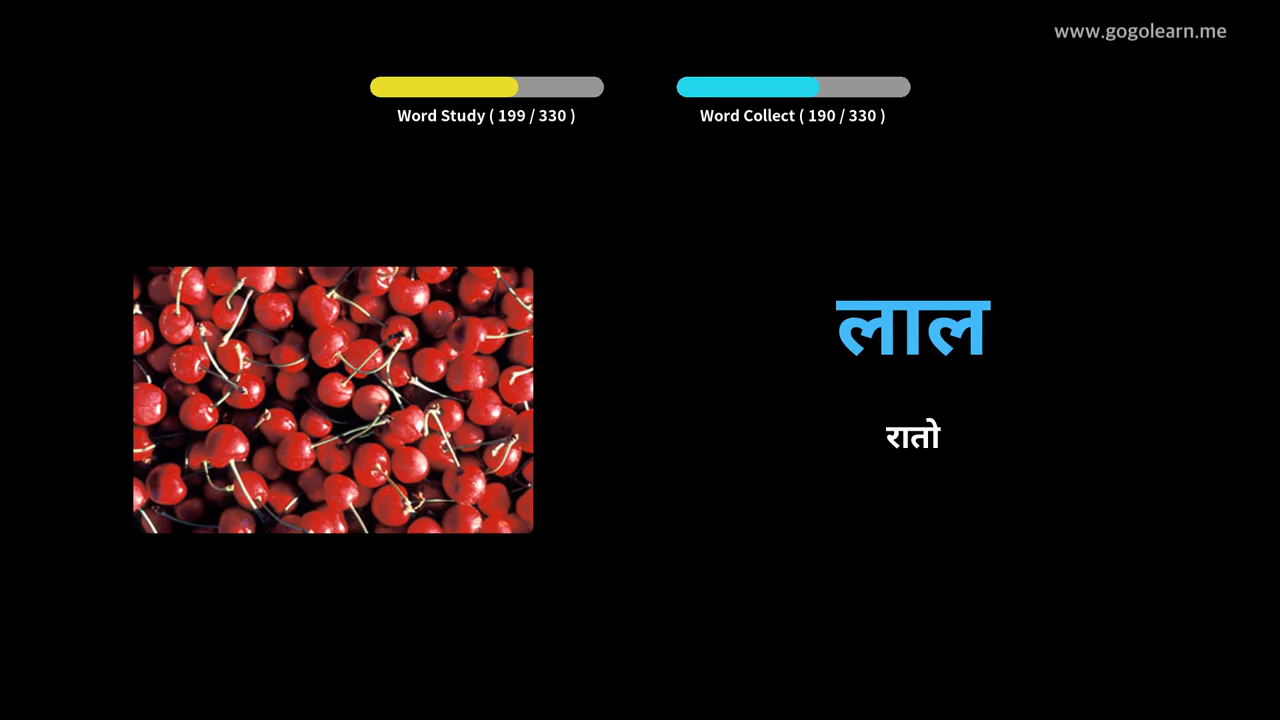 www.gogolearn.me
Word Study ( 199 / 330 )
Word Collect ( 190 / 330 )
लाल
रातो